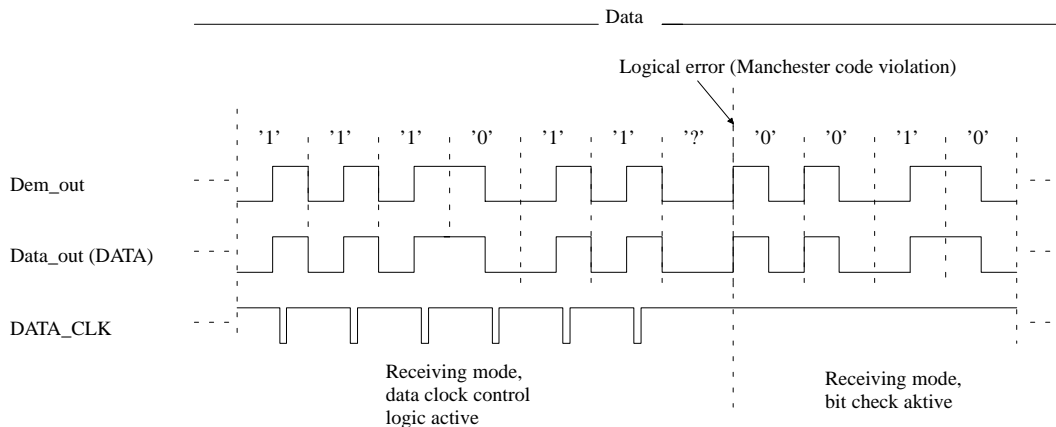 Data
Logical error (Manchester code violation)
'1' '1' '1' '0' '1' '1' '?' '0' '0' '1' '0'
Dem_out
Data_out (DATA)
DATA_CLK
Receiving mode,
data clock control
logic active
Receiving mode,
bit check aktive